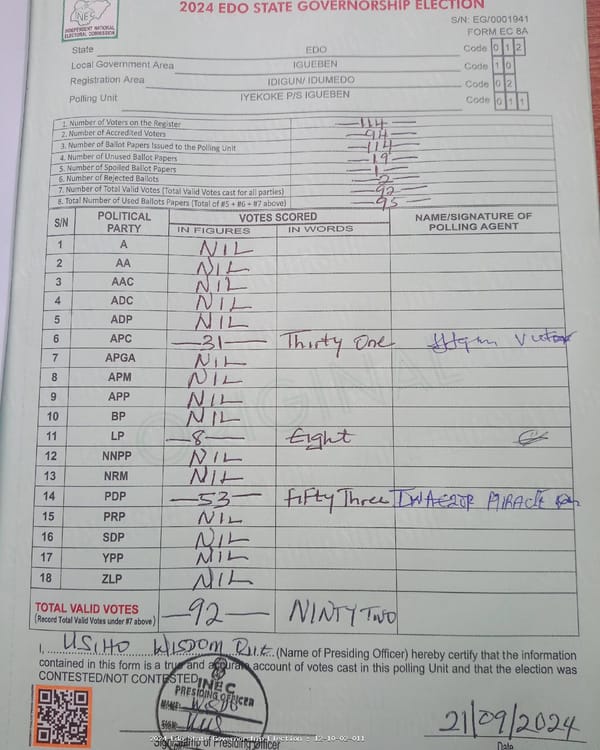 2024 EDO STATE GOVERNORSHIP ELECTION
INEC
INDEPENDENT NATIONAL
ELECTORAL COMMISSION
S/N: EG/0001941
FORM EC 8A
State EDO Code 0 1 2
Local Government Area IGUEBEN Code 1 0
Registration Area IDIGUN/ IDUMEDO Code 0 2
Polling Unit IYEKOKE P/S IGUEBEN Code 0 1 1
1. Number of Voters on the Register 114
2. Number of Accredited Voters 94
3. Number of Ballot Papers Issued to the Polling Unit 114
4. Number of Unused Ballot Papers 19
5. Number of Spoiled Ballot Papers 1
6. Number of Rejected Ballots 2
7. Number of Total Valid Votes (Total Valid Votes cast for all parties) 92
8. Total Number of Used Ballots Papers (Total of #5 + #6 + #7 above) 95
S/N POLITICAL PARTY VOTES SCORED NAME/SIGNATURE OF POLLING AGENT
IN FIGURES IN WORDS
1 A NIL
2 AA NIL
3 AAC NIL
4 ADC NIL
5 ADP NIL
6 APC 31 Thirty One
7 APGA NIL
8 APM NIL
9 APP NIL
10 BP NIL
11 LP 8 Eight
12 NNPP NIL
13 NRM NIL
14 PDP 53 Fifty Three MIRACLE
15 PRP NIL
16 SDP NIL
17 YPP NIL
18 ZLP NIL
TOTAL VALID VOTES 92 NINTY TWO
(Record Total Valid Votes under #7 above)
ORIGINAL
I, USIHO WISDOM (Name of Presiding Officer) hereby certify that the information
contained in this form is a true and accurate account of votes cast in this polling Unit and that the election was
CONTESTED/NOT CONTESTED
INEC
PRESIDING OFFICER
NAME:
SIGN:
21/09/2024
Signature of Presiding Officer
Date
2024 Edo State Governorship Election - 12-10-02-011